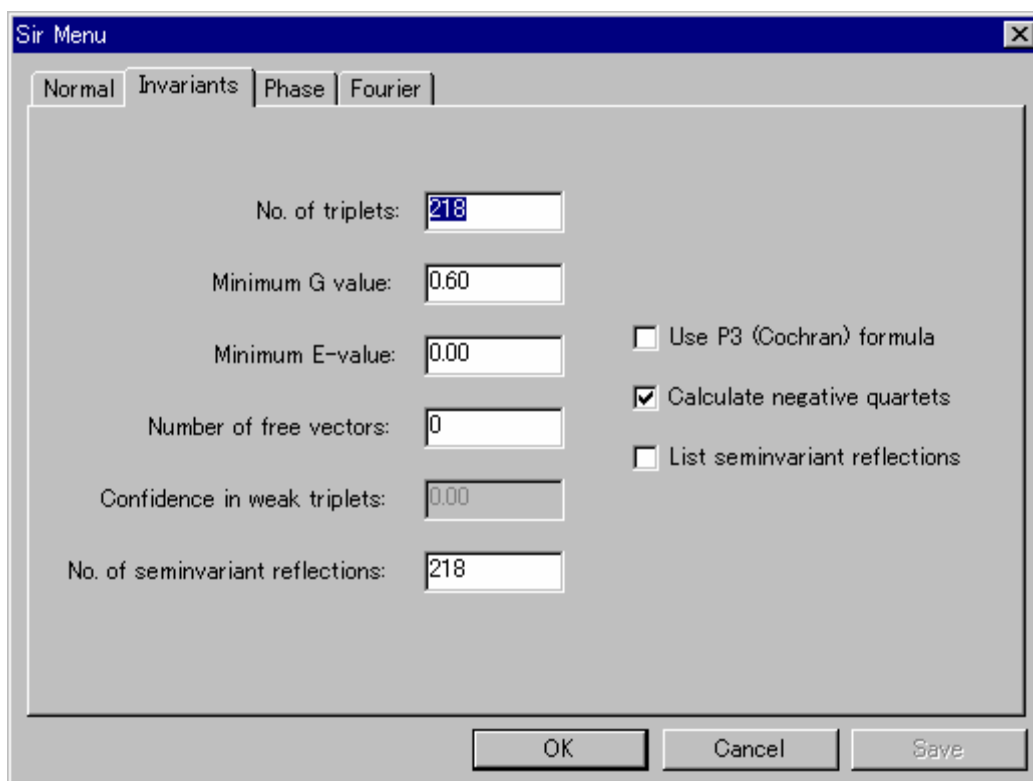 Sir Menu
Normal Invariants Phase Fourier
No. of triplets: 218
Minimum G value: 0.60
Minimum E-value: 0.00
Number of free vectors: 0
Confidence in weak triplets: 0.00
No. of seminvariant reflections: 218
Use P3 (Cochran) formula
Calculate negative quartets
List seminvariant reflections
OK Cancel Save